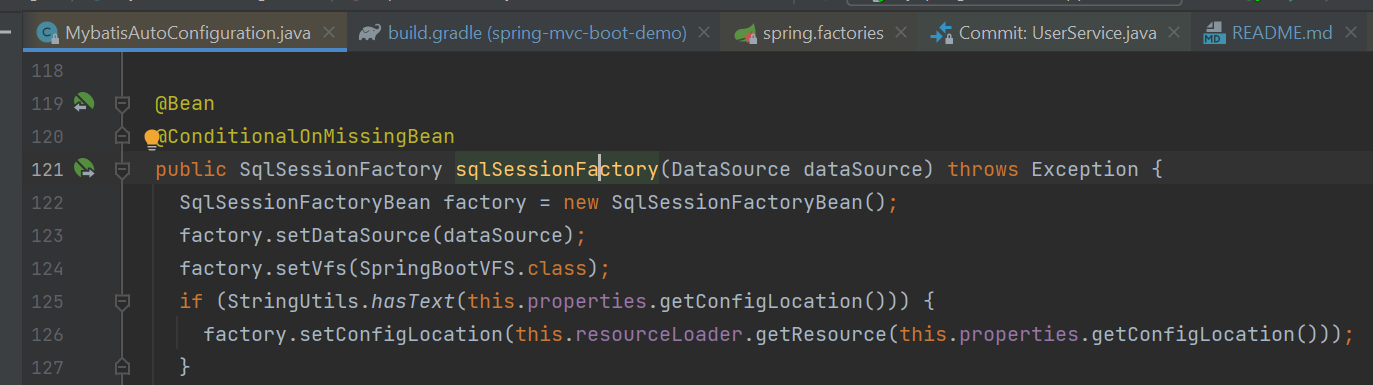 MybatisAutoConfiguration.java build.gradle (spring-mvc-boot-demo) spring.factories Commit: UserService.java MD README.md
118
119 @Bean
120 @ConditionalOnMissingBean
121 public SqlSessionFactory sqlSessionFactory(DataSource dataSource) throws Exception {
122 SqlSessionFactoryBean factory = new SqlSessionFactoryBean();
123 factory.setDataSource(dataSource);
124 factory.setVfs(SpringBootVFS.class);
125 if (StringUtils.hasText(this.properties.getConfigLocation())) {
126 factory.setConfigLocation(this.resourceLoader.getResource(this.properties.getConfigLocation()));
127 }